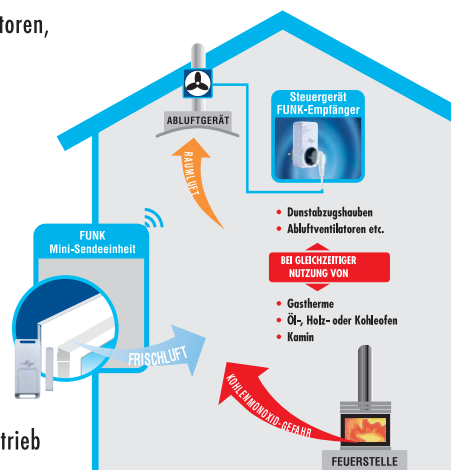 toren,
ABLUFTGERÄT
Steuergerät
FUNK-Empfänger
RAUMLUFT
• Dunstabzugshauben
• Abluftventilatoren etc.
FUNK
Mini-Sendeeinheit
BEI GLEICHZEITIGER
NUTZUNG VON
• Gastherme
• Öl-, Holz- oder Kohleofen
• Kamin
FRISCHLUFT
KOHLENMONOXID-GEFAHR
trieb
FEUERSTELLE